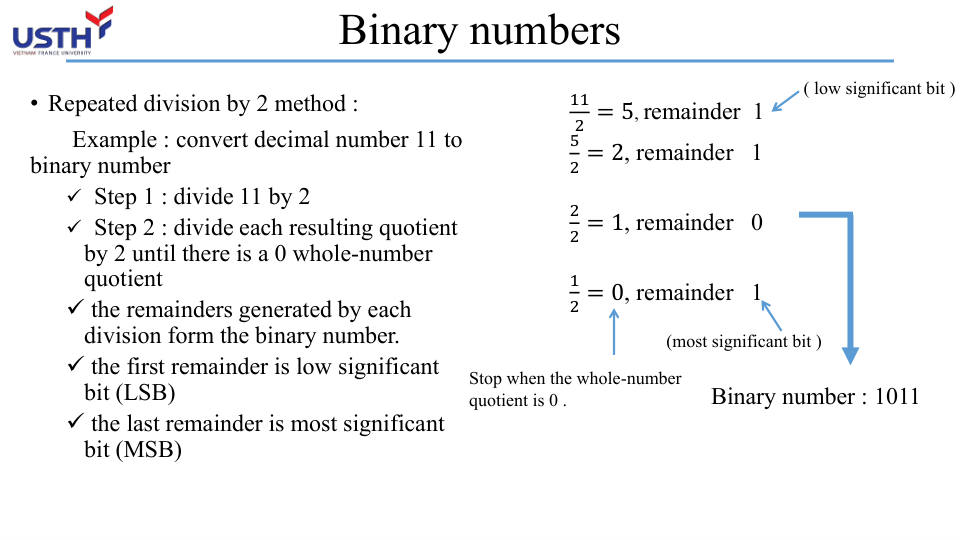 USTH
VIETNAM FRANCE UNIVERSITY
Binary numbers
• Repeated division by 2 method :
Example : convert decimal number 11 to
binary number
✓ Step 1 : divide 11 by 2
✓ Step 2 : divide each resulting quotient
by 2 until there is a 0 whole-number
quotient
✓ the remainders generated by each
division form the binary number.
✓ the first remainder is low significant
bit (LSB)
✓ the last remainder is most significant
bit (MSB)
( low significant bit )
11/2 = 5, remainder 1
5/2 = 2, remainder 1
2/2 = 1, remainder 0
1/2 = 0, remainder 1
(most significant bit )
Stop when the whole-number
quotient is 0 .
Binary number : 1011